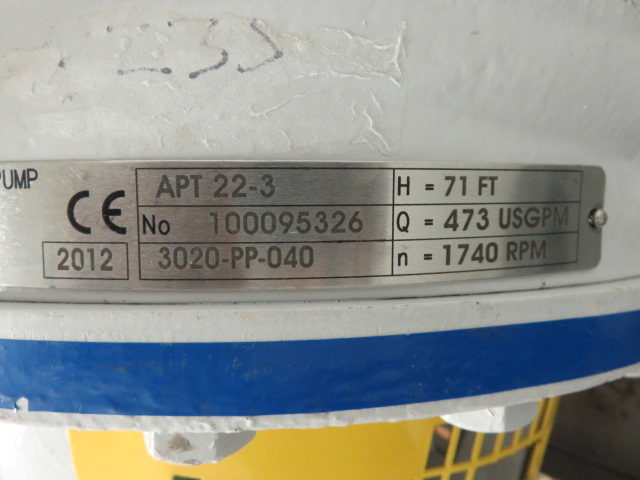 PUMP
CE
2012
APT 22-3
No 100095326
3020-PP-040
H = 71 FT
Q = 473 USGPM
n = 1740 RPM